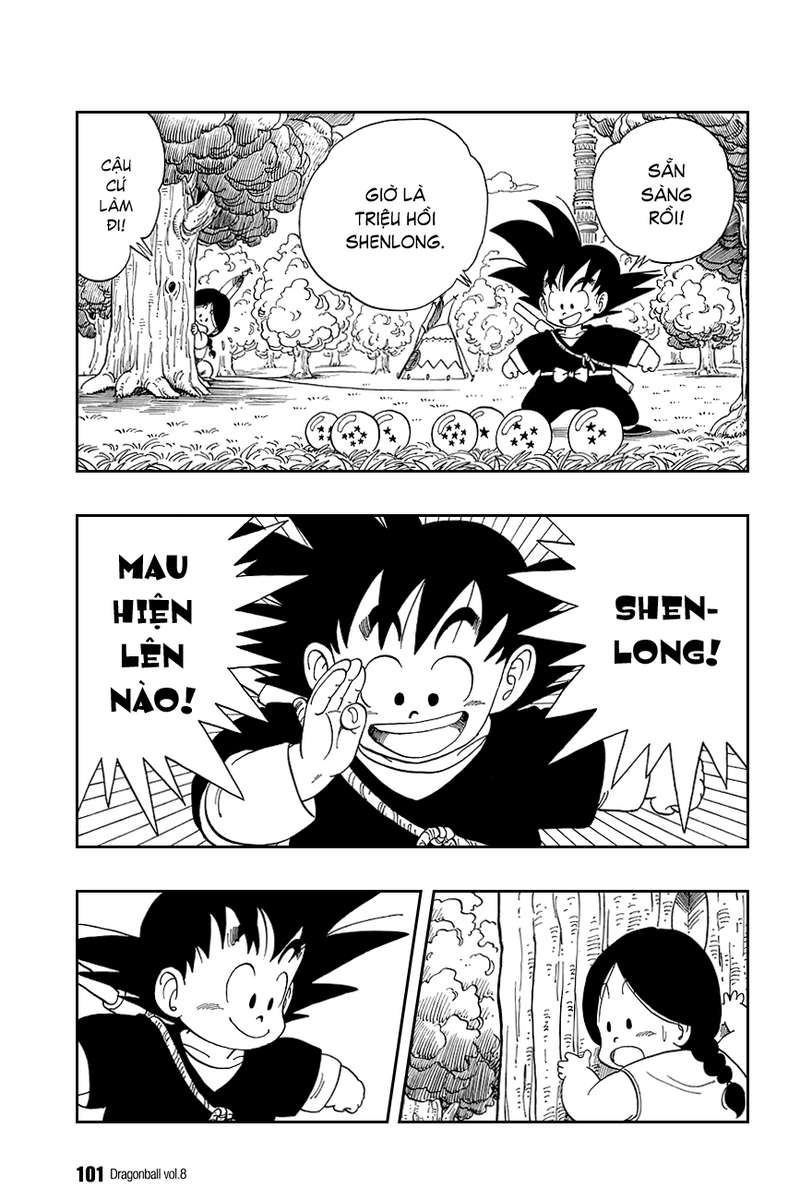 SẴN
SÀNG
RỒI!
GIỜ LÀ
TRIỆU HỒI
SHENLONG.
CẬU
CỨ
LÀM
ĐI!
SHEN-
LONG!
MAU
HIỆN
LÊN
NÀO!
101 Dragonball vol.8